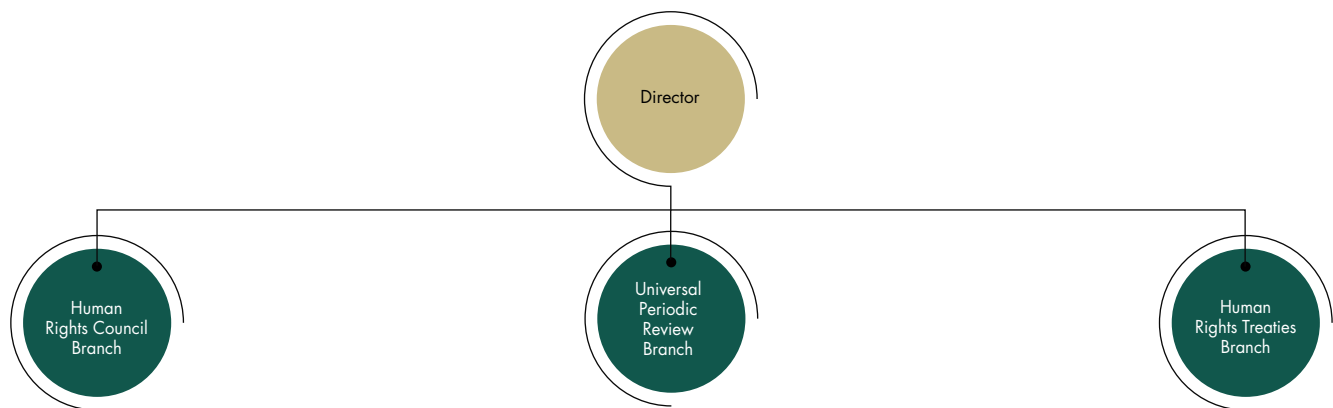 Director
Human
Rights Council
Branch
Universal
Periodic
Review
Branch
Human
Rights Treaties
Branch